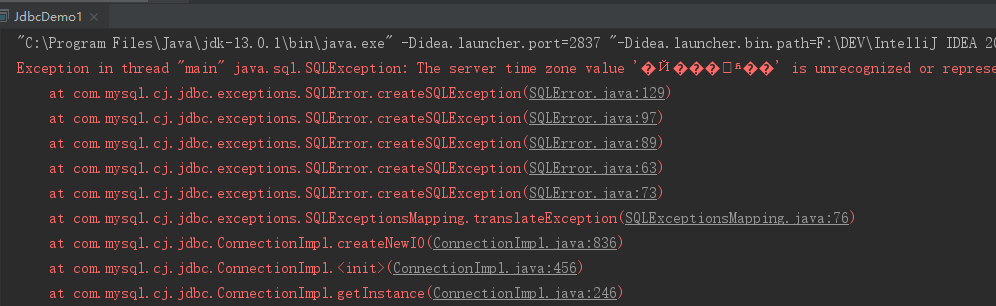 JdbcDemo1
"C:\Program Files\Java\jdk-13.0.1\bin\java.exe" -Didea.launcher.port=2837 "-Didea.launcher.bin.path=F:\DEV\IntelliJ IDEA 20
Exception in thread "main" java.sql.SQLException: The server time zone value '�й���׼ʱ��' is unrecognized or represe
at com.mysql.cj.jdbc.exceptions.SQLError.createSQLException(SQLError.java:129)
at com.mysql.cj.jdbc.exceptions.SQLError.createSQLException(SQLError.java:97)
at com.mysql.cj.jdbc.exceptions.SQLError.createSQLException(SQLError.java:89)
at com.mysql.cj.jdbc.exceptions.SQLError.createSQLException(SQLError.java:63)
at com.mysql.cj.jdbc.exceptions.SQLError.createSQLException(SQLError.java:73)
at com.mysql.cj.jdbc.exceptions.SQLExceptionsMapping.translateException(SQLExceptionsMapping.java:76)
at com.mysql.cj.jdbc.ConnectionImpl.createNewIO(ConnectionImpl.java:836)
at com.mysql.cj.jdbc.ConnectionImpl.<init>(ConnectionImpl.java:456)
at com.mysql.cj.jdbc.ConnectionImpl.getInstance(ConnectionImpl.java:246)